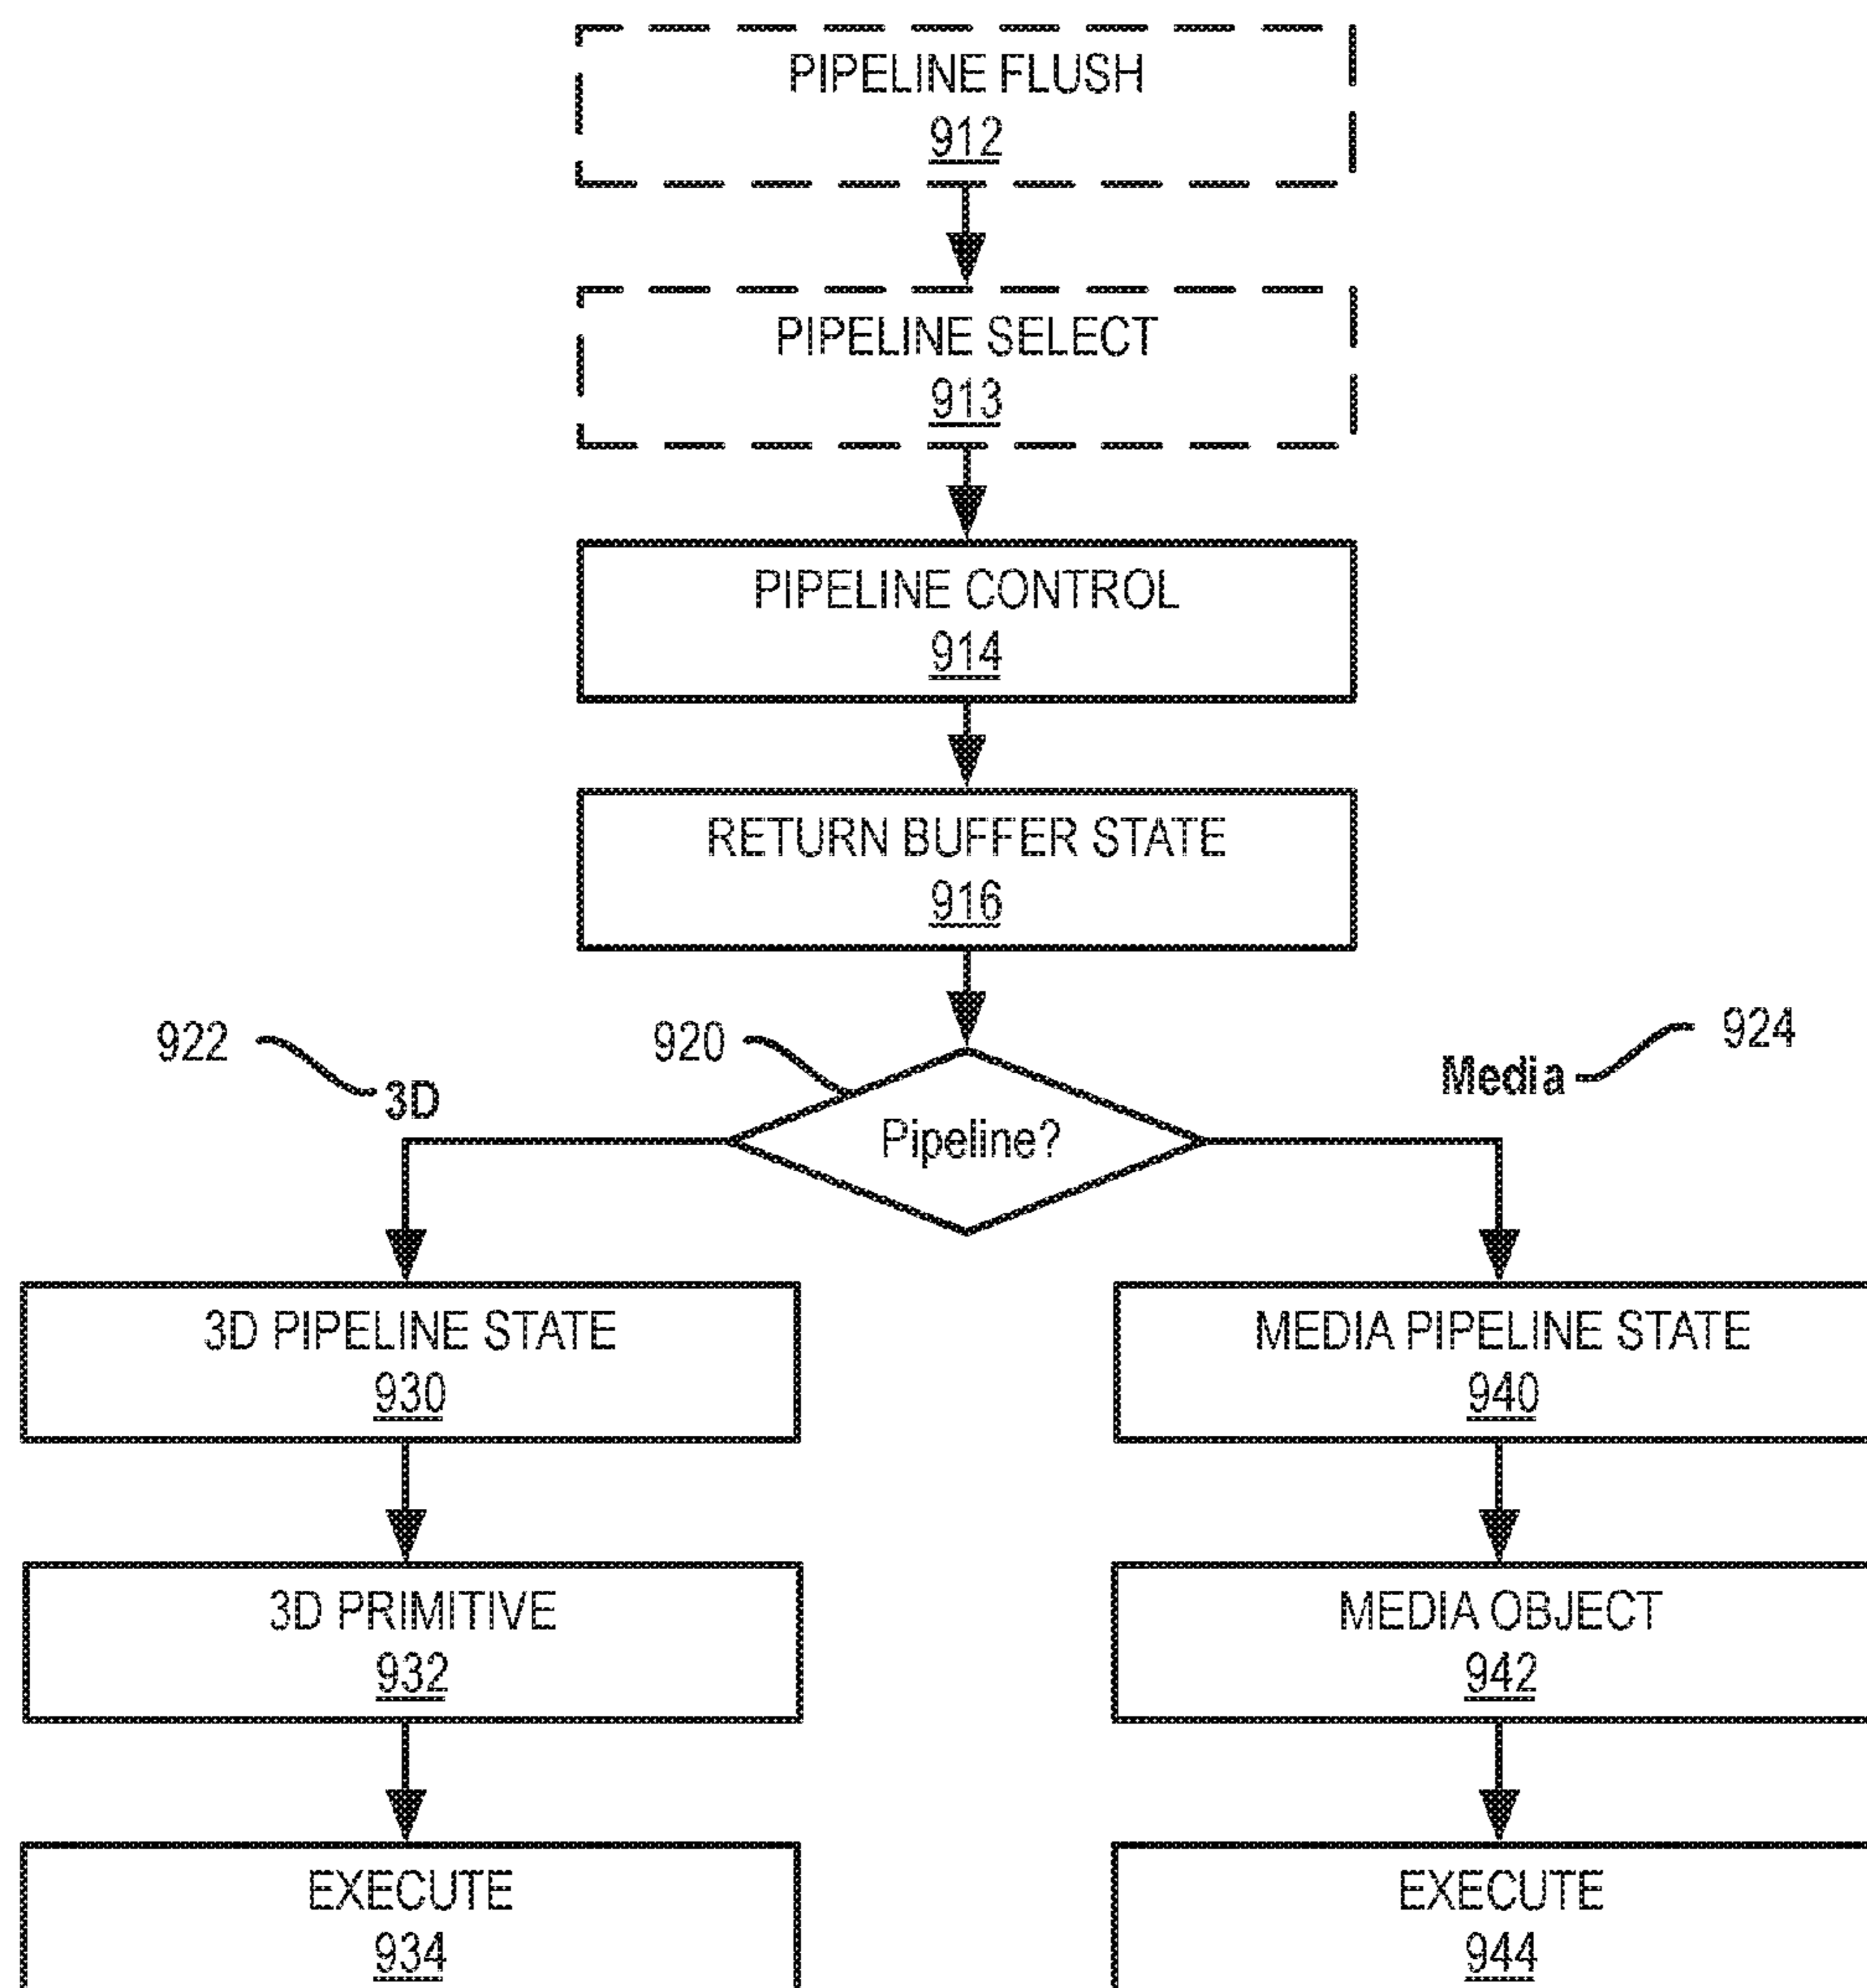 PIPELINE FLUSH
912
PIPELINE SELECT
913
PIPELINE CONTROL
914
RETURN BUFFER STATE
916
922
3D
920
Pipeline?
Media
924
3D PIPELINE STATE
930
MEDIA PIPELINE STATE
940
3D PRIMITIVE
932
MEDIA OBJECT
942
EXECUTE
934
EXECUTE
944